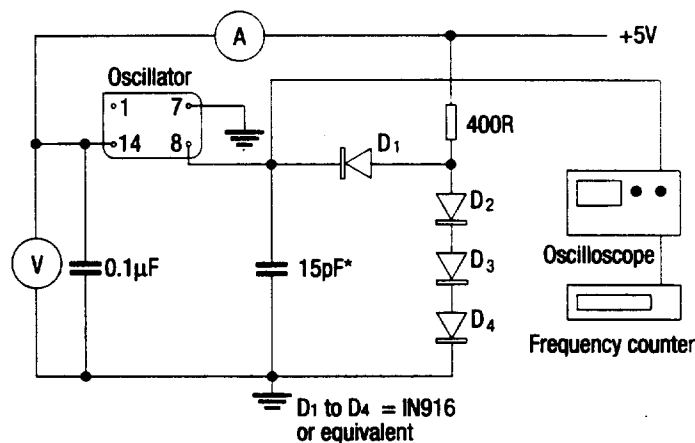 A
+5V
Oscillator
1 7
14 8
400R
D1
D2
D3
D4
V
0.1µF
15pF*
Oscilloscope
Frequency counter
D1 to D4 = IN916
or equivalent